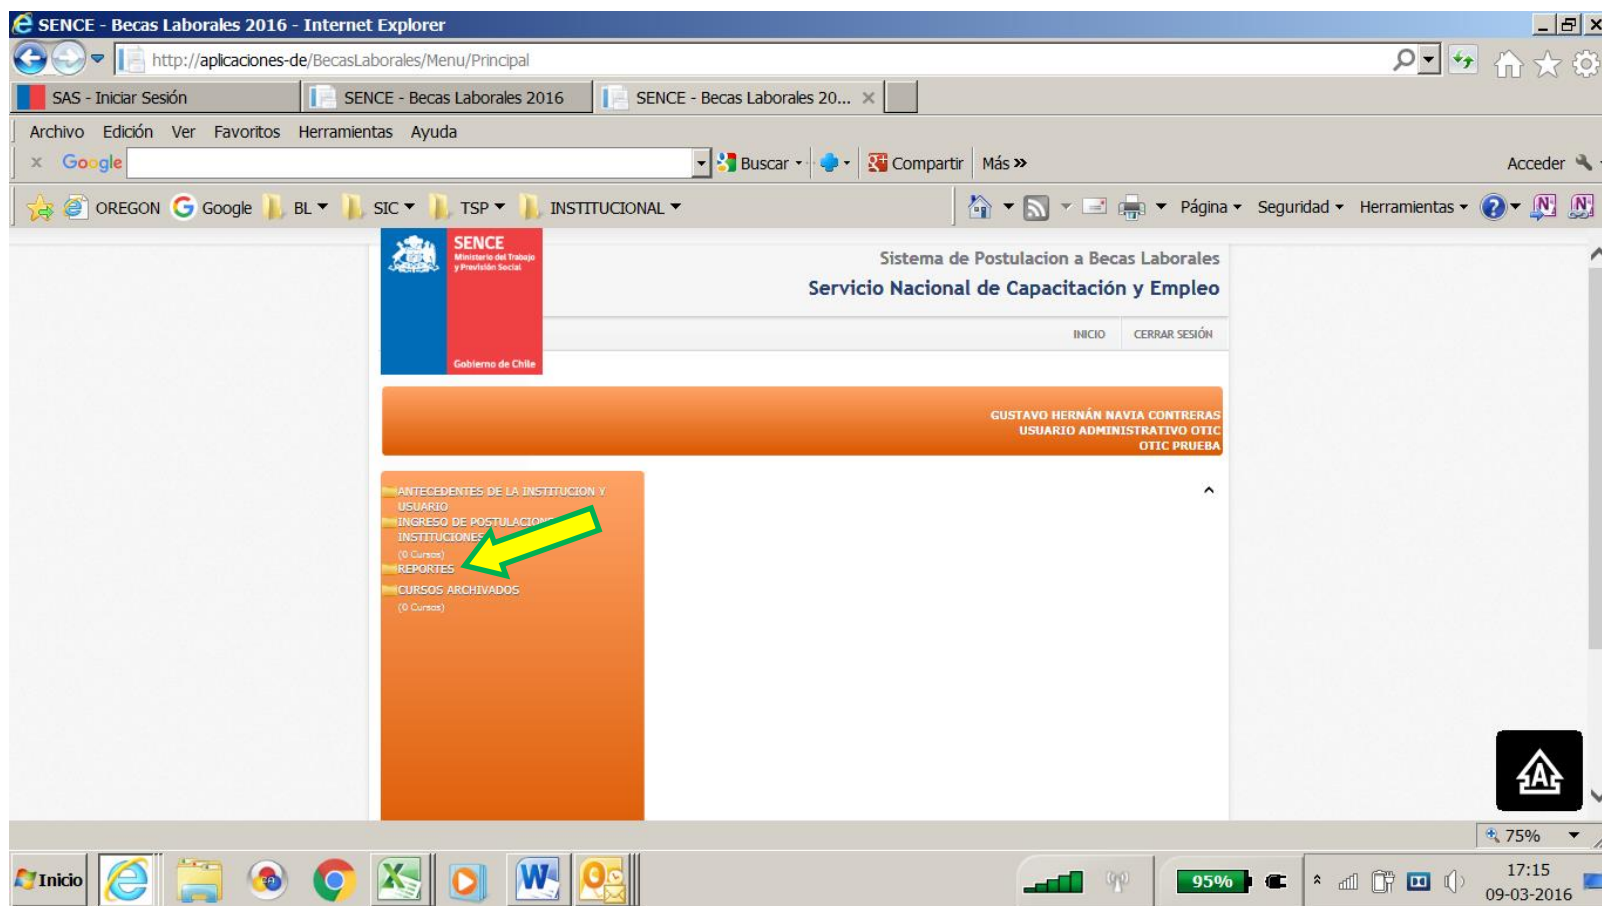 SENCE - Becas Laborales 2016 - Internet Explorer
http://aplicaciones-de/BecasLaborales/Menu/Principal
SAS - Iniciar Sesión
SENCE - Becas Laborales 2016
SENCE - Becas Laborales 20...
Archivo Edición Ver Favoritos Herramientas Ayuda
x Google Buscar Compartir Más » Acceder
OREGON Google BL SIC TSP INSTITUCIONAL Página Seguridad Herramientas
SENCE
Ministerio del Trabajo
y Previsión Social
Gobierno de Chile
Sistema de Postulacion a Becas Laborales
Servicio Nacional de Capacitación y Empleo
INICIO CERRAR SESIÓN
GUSTAVO HERNÁN NAVIA CONTRERAS
USUARIO ADMINISTRATIVO OTIC
OTIC PRUEBA
ANTECEDENTES DE LA INSTITUCION Y
USUARIO
INGRESO DE
INSTITUCIONES
(0 Cursos)
REPORTES
CURSOS ARCHIVADOS
(0 Cursos)
75%
Inicio
95%
17:15
09-03-2016